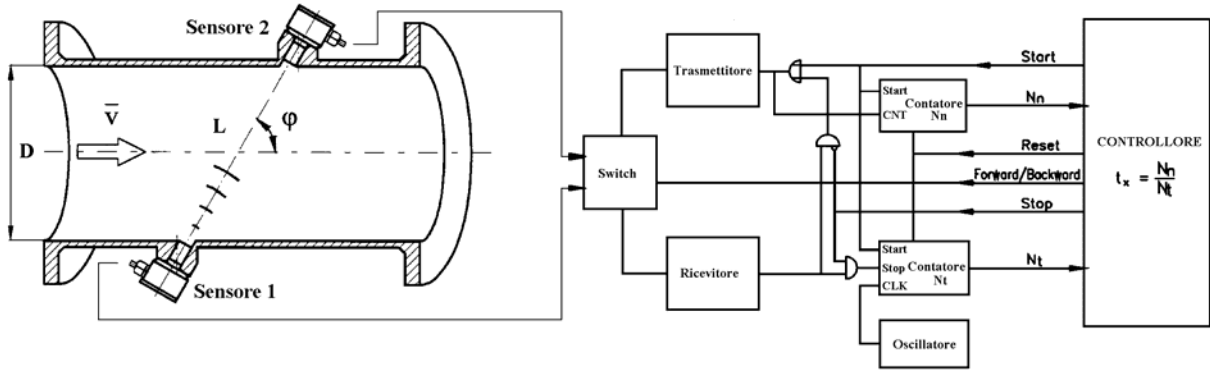 Sensore 2
v̅
D
L
φ
Sensore 1
Switch
Trasmettitore
Ricevitore
Start
CNT
Contatore
Nn
Start
Stop
CLK
Contatore
Nt
Oscillatore
Start
Nn
Reset
Forward/Backward
Stop
Nt
CONTROLLORE
tx = Nn/Nt